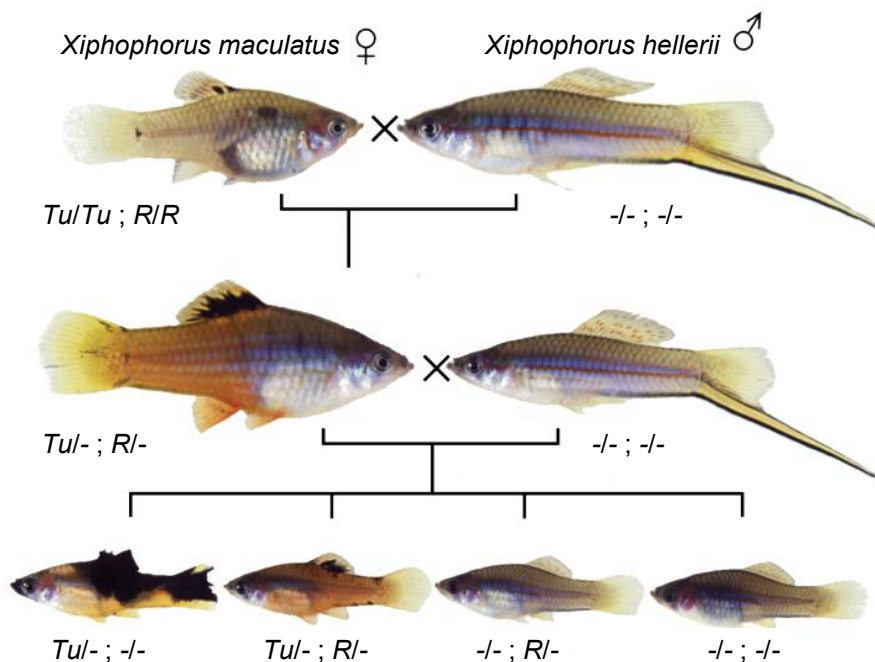 Xiphophorus maculatus ♀ Xiphophorus hellerii ♂
×
Tu/Tu ; R/R -/- ; -/-
×
Tu/- ; R/- -/- ; -/-
Tu/- ; -/- Tu/- ; R/- -/- ; R/- -/- ; -/-